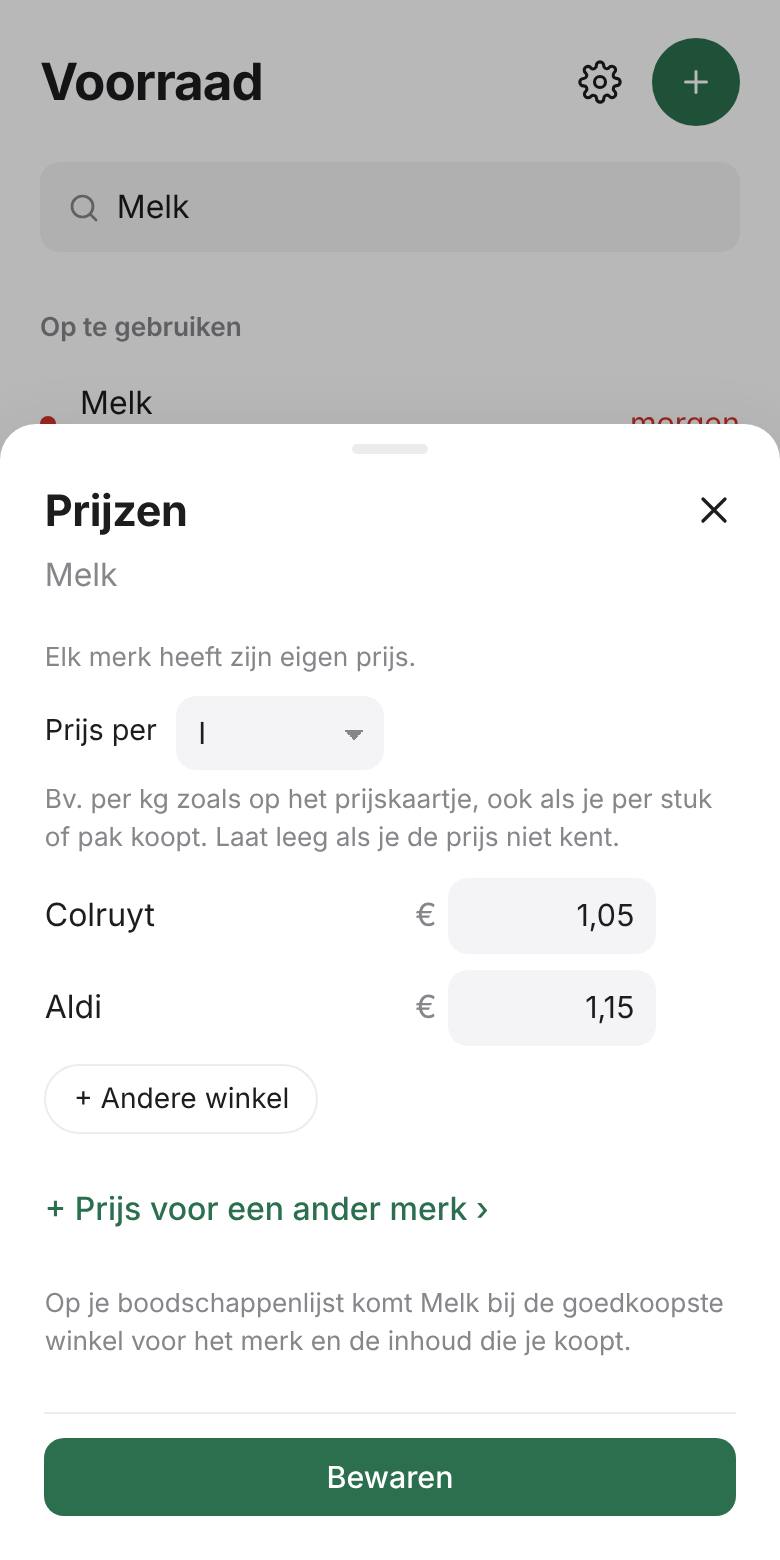 Voorraad
+
Melk
Op te gebruiken
Melk
morgen
Prijzen
Melk
Elk merk heeft zijn eigen prijs.
Prijs per l
Bv. per kg zoals op het prijskaartje, ook als je per stuk
of pak koopt. Laat leeg als je de prijs niet kent.
Colruyt € 1,05
Aldi € 1,15
+ Andere winkel
+ Prijs voor een ander merk ›
Op je boodschappenlijst komt Melk bij de goedkoopste
winkel voor het merk en de inhoud die je koopt.
Bewaren